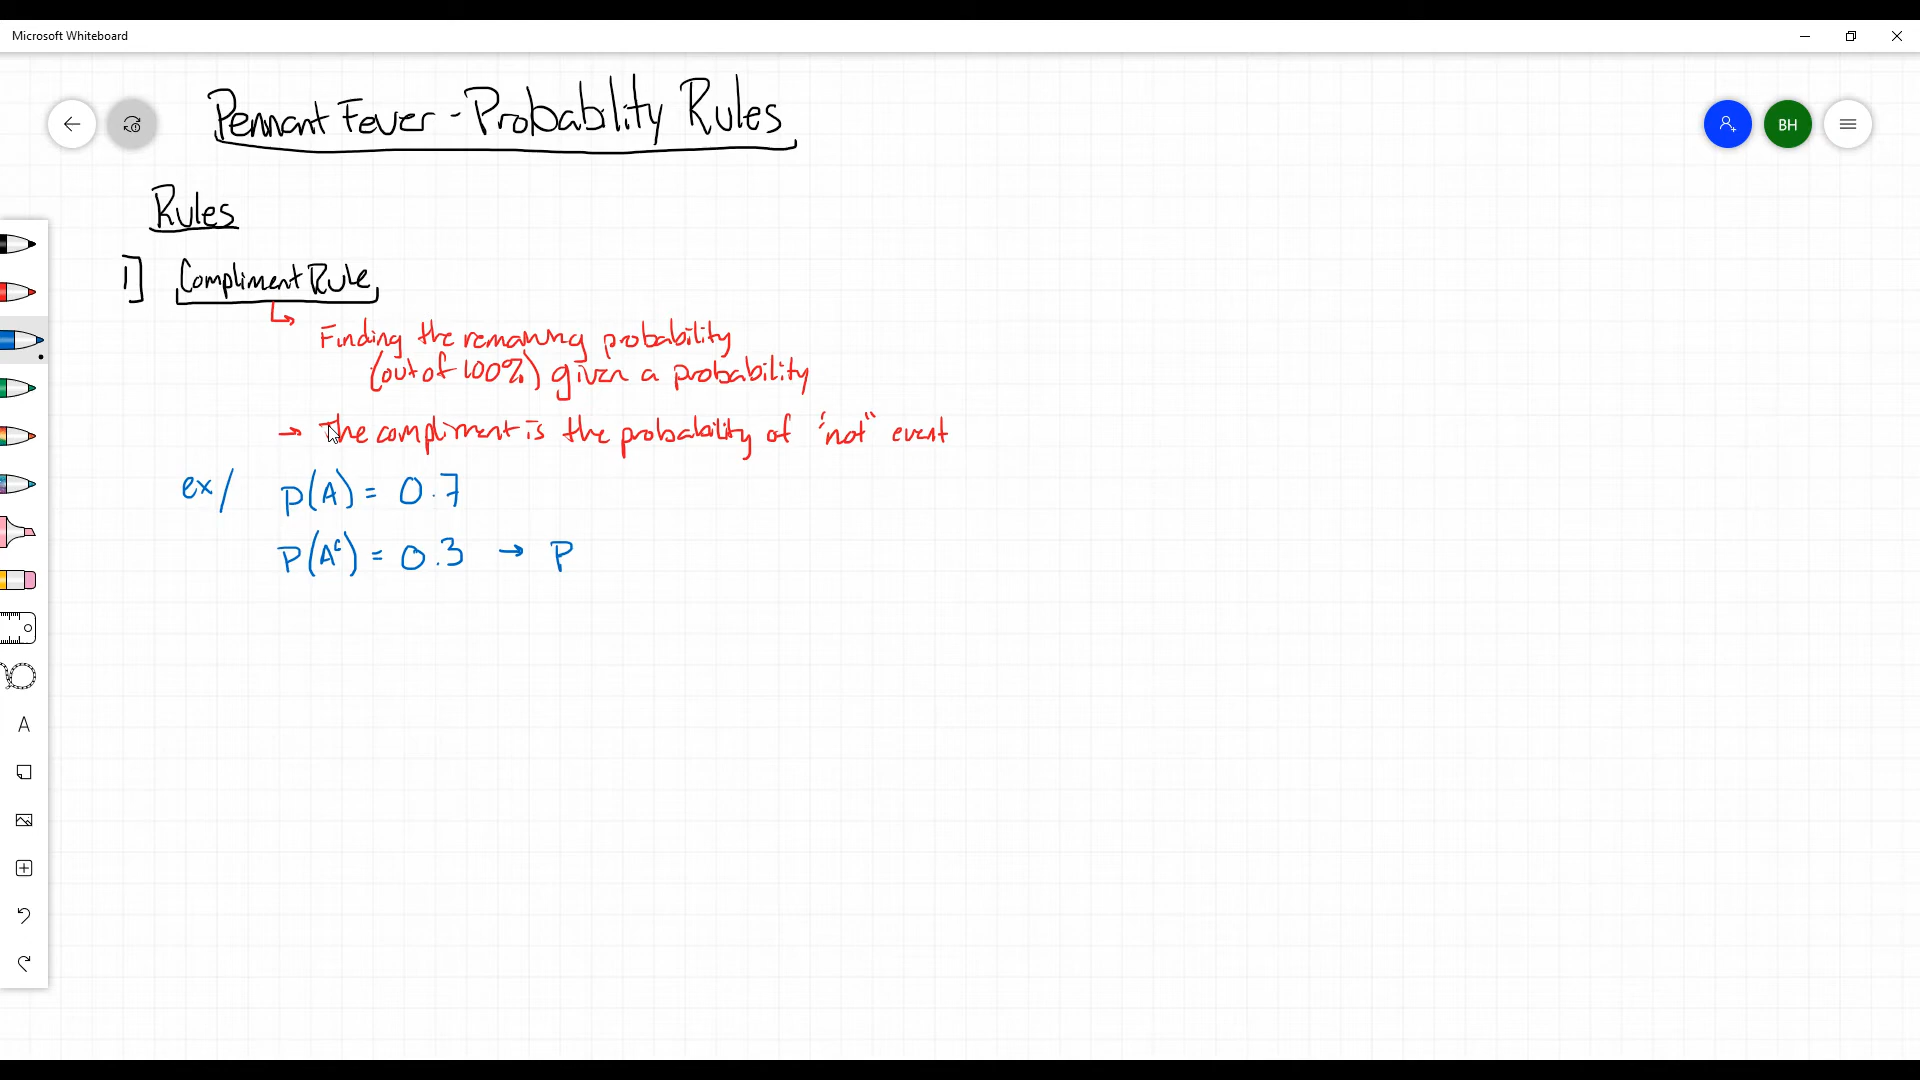 Microsoft Whiteboard
Pennant Fever - Probability Rules
BH
Rules
1] Compliment Rule
Finding the remaining probability
(out of 100%) given a probability
→ The compliment is the probability of "not" event
ex/ P(A) = 0.7
P(Aᶜ) = 0.3 → P
A